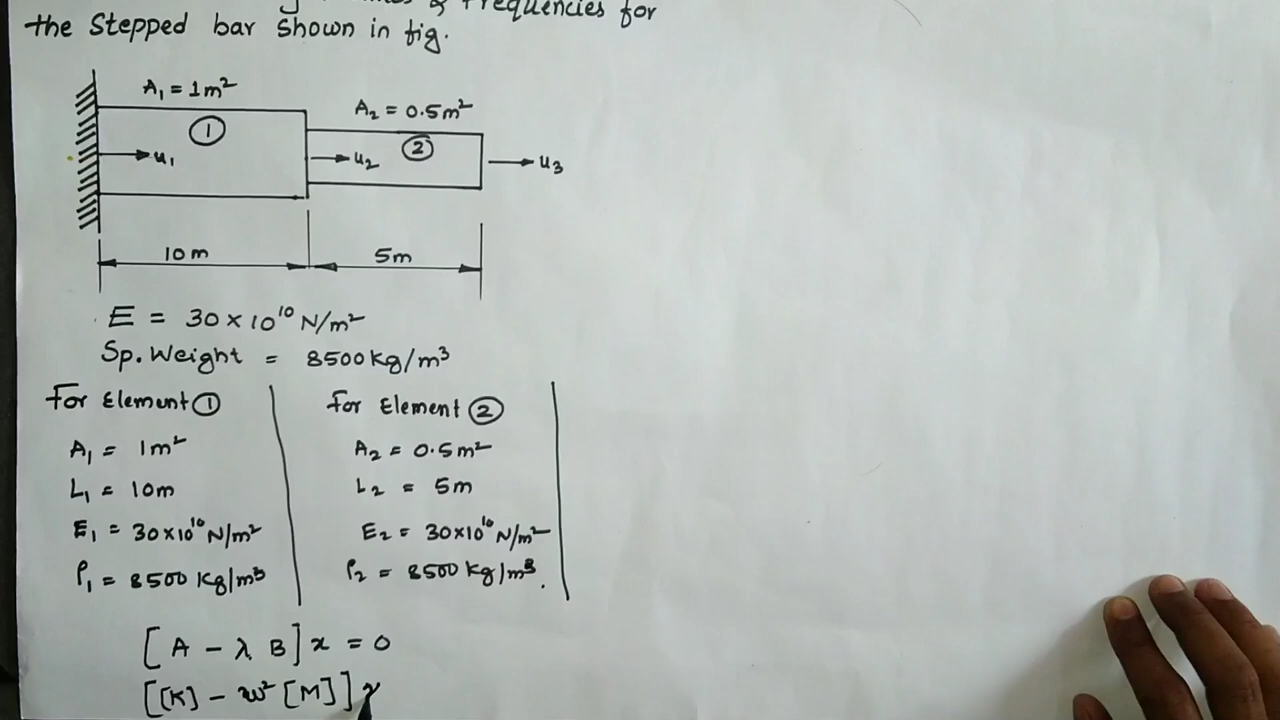 & Frequencies for
the Stepped bar shown in fig.
A₁ = 1m²
A₂ = 0.5m²
①
②
u₁
u₂
u₃
10m
5m
E = 30×10¹⁰ N/m²
Sp. Weight = 8500 kg/m³
For Element ①
A₁ = 1m²
L₁ = 10m
E₁ = 30×10¹⁰ N/m²
ρ₁ = 8500 kg/m³
for Element ②
A₂ = 0.5m²
L₂ = 5m
E₂ = 30×10¹⁰ N/m²
ρ₂ = 8500 kg/m³.
[A - λ B] x = 0
[[K] - ω² [M]] x